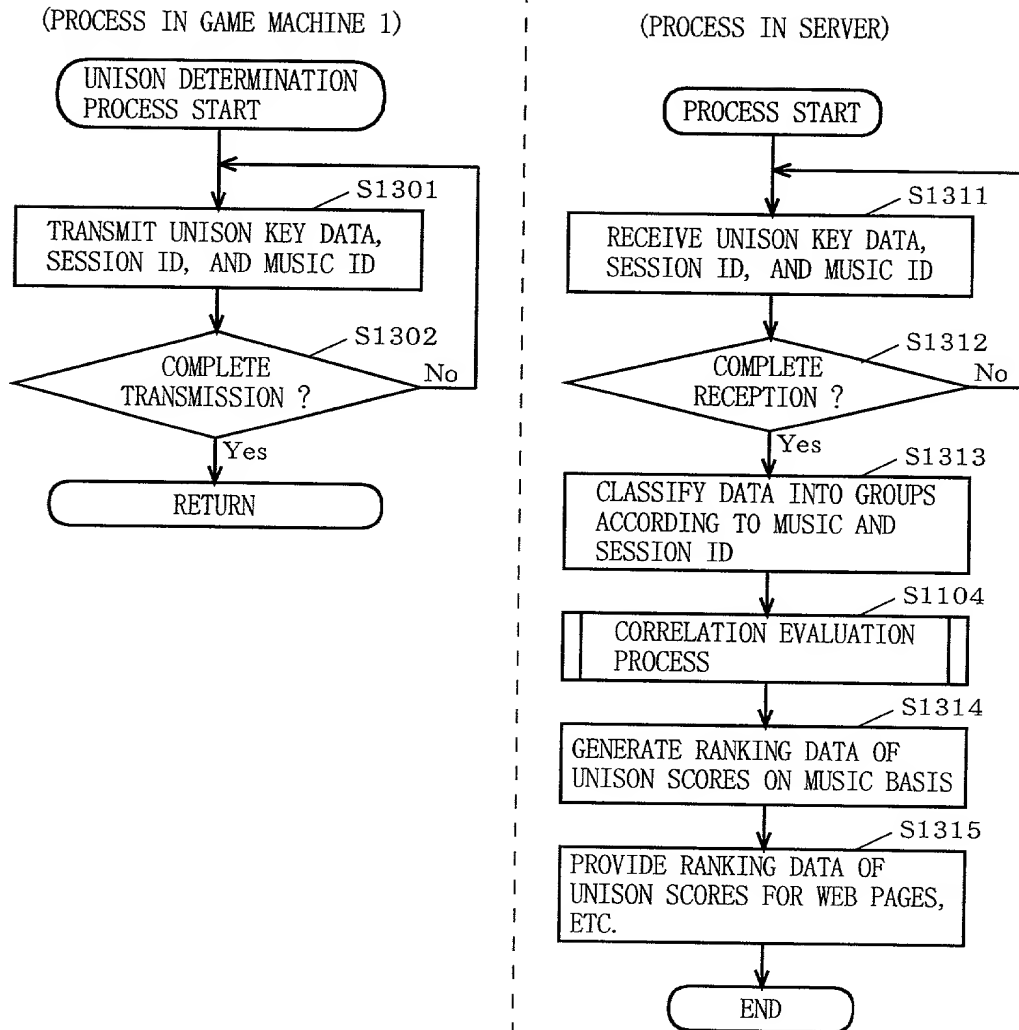 (PROCESS IN GAME MACHINE 1)
UNISON DETERMINATION
PROCESS START
S1301
TRANSMIT UNISON KEY DATA,
SESSION ID, AND MUSIC ID
S1302
COMPLETE
TRANSMISSION ?
No
Yes
RETURN
(PROCESS IN SERVER)
PROCESS START
S1311
RECEIVE UNISON KEY DATA,
SESSION ID, AND MUSIC ID
S1312
COMPLETE
RECEPTION ?
No
Yes
S1313
CLASSIFY DATA INTO GROUPS
ACCORDING TO MUSIC AND
SESSION ID
S1104
CORRELATION EVALUATION
PROCESS
S1314
GENERATE RANKING DATA OF
UNISON SCORES ON MUSIC BASIS
S1315
PROVIDE RANKING DATA OF
UNISON SCORES FOR WEB PAGES,
ETC.
END